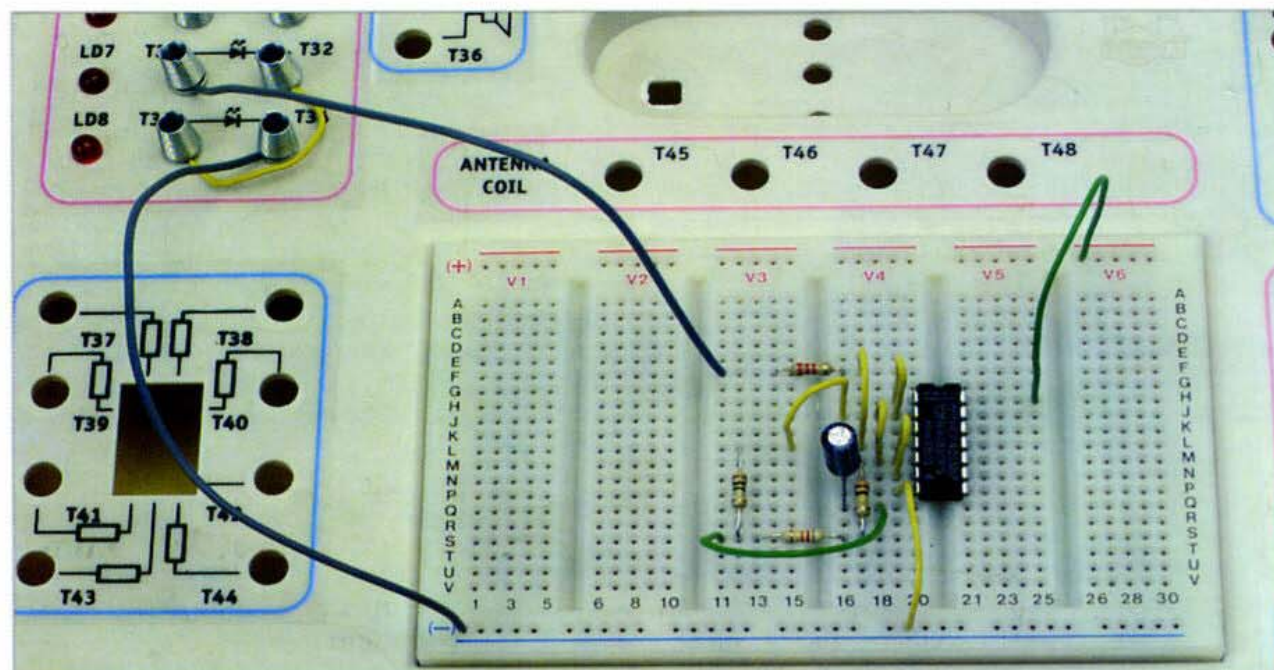 LD7
T32
T36
LD8
ANTENNA
COIL
T45
T46
T47
T48
(+)
V1
V2
V3
V4
V5
V6
A
B
C
D
E
F
G
H
J
K
L
M
N
P
Q
R
S
T
U
V
A
B
C
D
E
F
G
H
J
K
L
M
N
P
Q
R
S
T
U
V
1 3 5 6 8 10 11 13 15 16 18 20 21 23 25 26 28 30
(−)
T37
T38
T39
T40
T41
T42
T43
T44